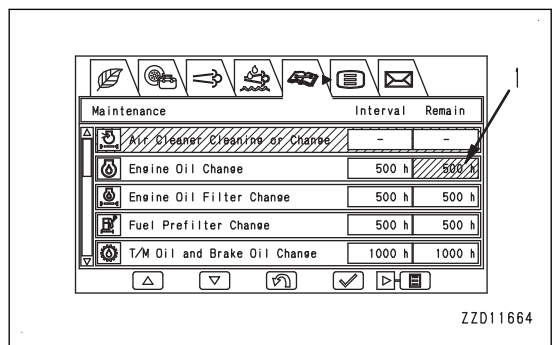 1
Maintenance Interval Remain
Air Cleaner Cleaning or Change - -
Engine Oil Change 500 h 500 h
Engine Oil Filter Change 500 h 500 h
Fuel Prefilter Change 500 h 500 h
T/M Oil and Brake Oil Change 1000 h 1000 h
ZZD11664